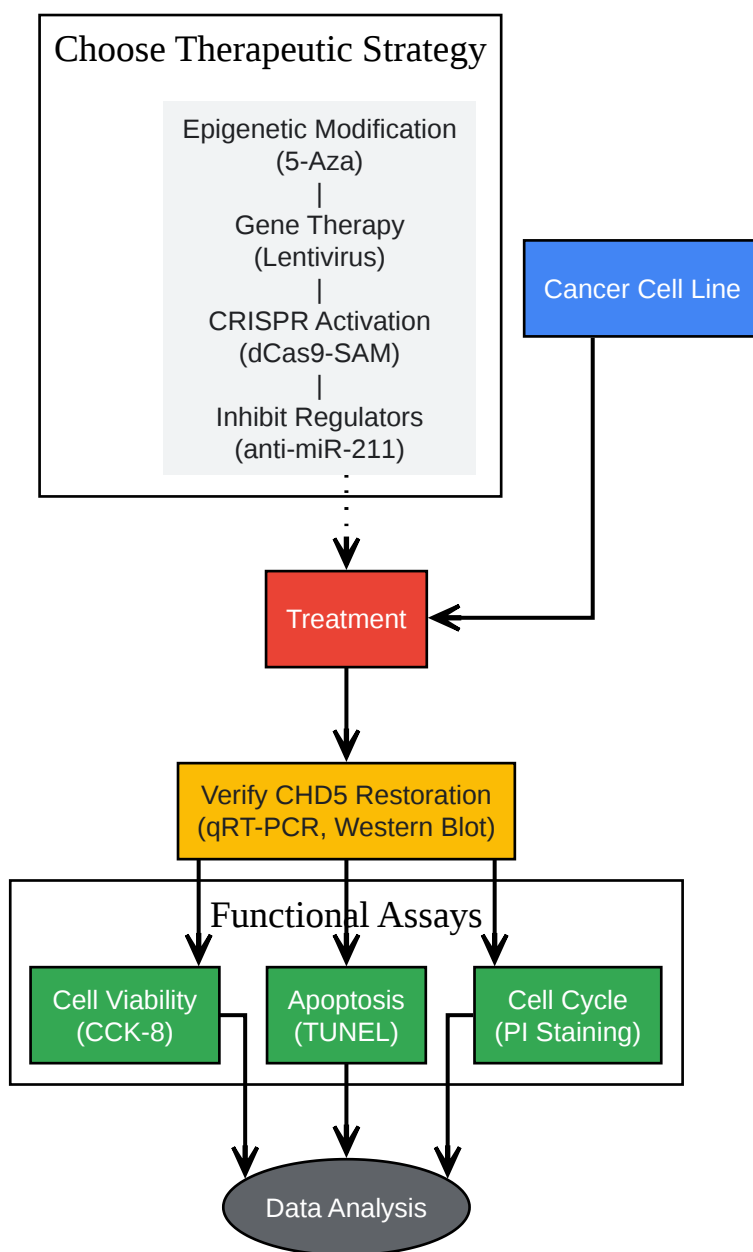 Choose Therapeutic Strategy
Epigenetic Modification
(5-Aza)
|
Gene Therapy
(Lentivirus)
|
CRISPR Activation
(dCas9-SAM)
|
Inhibit Regulators
(anti-miR-211)
Cancer Cell Line
Treatment
Verify CHD5 Restoration
(qRT-PCR, Western Blot)
Functional Assays
Cell Viability
(CCK-8)
Apoptosis
(TUNEL)
Cell Cycle
(PI Staining)
Data Analysis